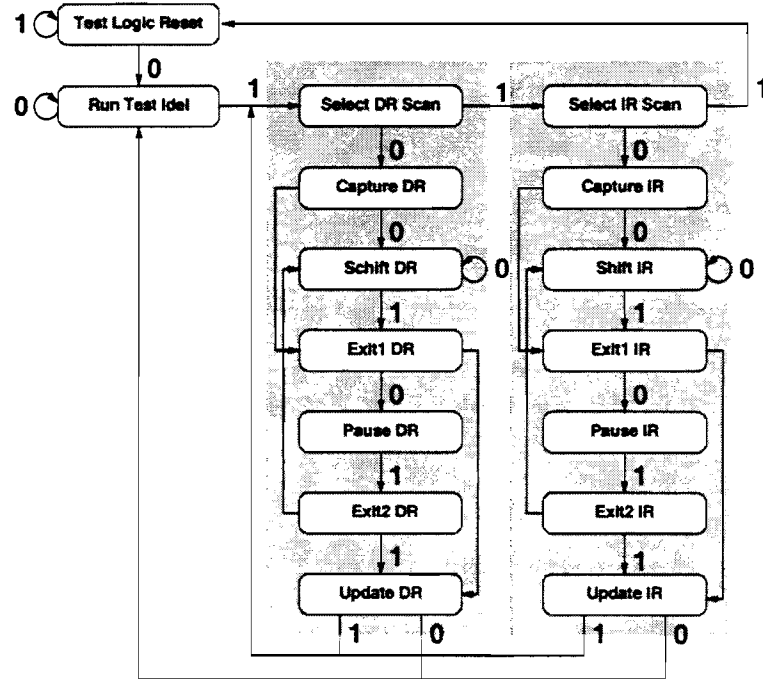 1 Test Logic Reset
0
0 Run Test Idel 1 Select DR Scan 1 Select IR Scan 1
0 0
Capture DR Capture IR
0 0
Schift DR 0 Shift IR 0
1 1
Exit1 DR Exit1 IR
0 0
Pause DR Pause IR
1 1
Exit2 DR Exit2 IR
1 1
Update DR Update IR
1 0 1 0